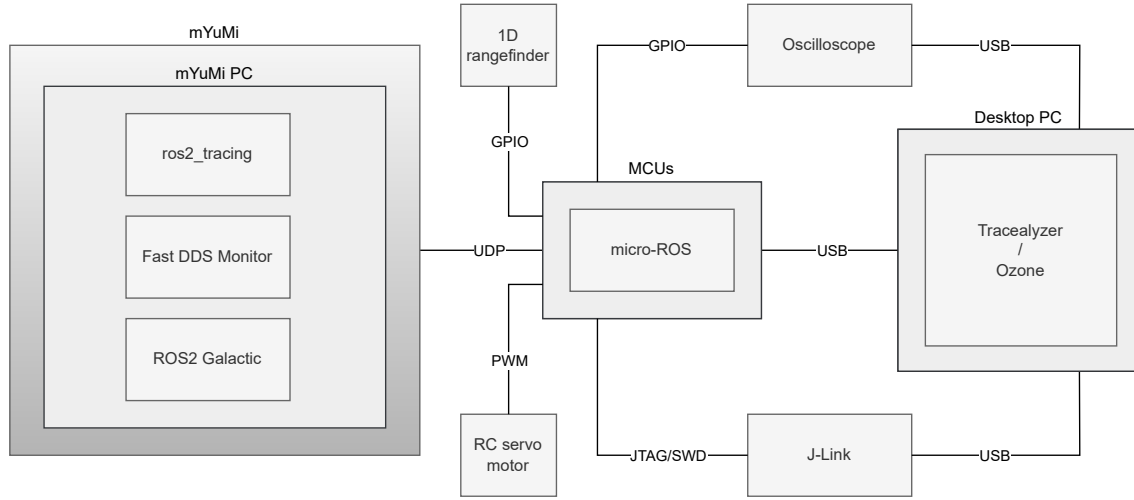 mYuMi
mYuMi PC
ros2_tracing
Fast DDS Monitor
ROS2 Galactic
1D
rangefinder
GPIO
UDP
PWM
RC servo
motor
MCUs
micro-ROS
GPIO
Oscilloscope
USB
USB
JTAG/SWD
J-Link
USB
Desktop PC
Tracealyzer
/
Ozone